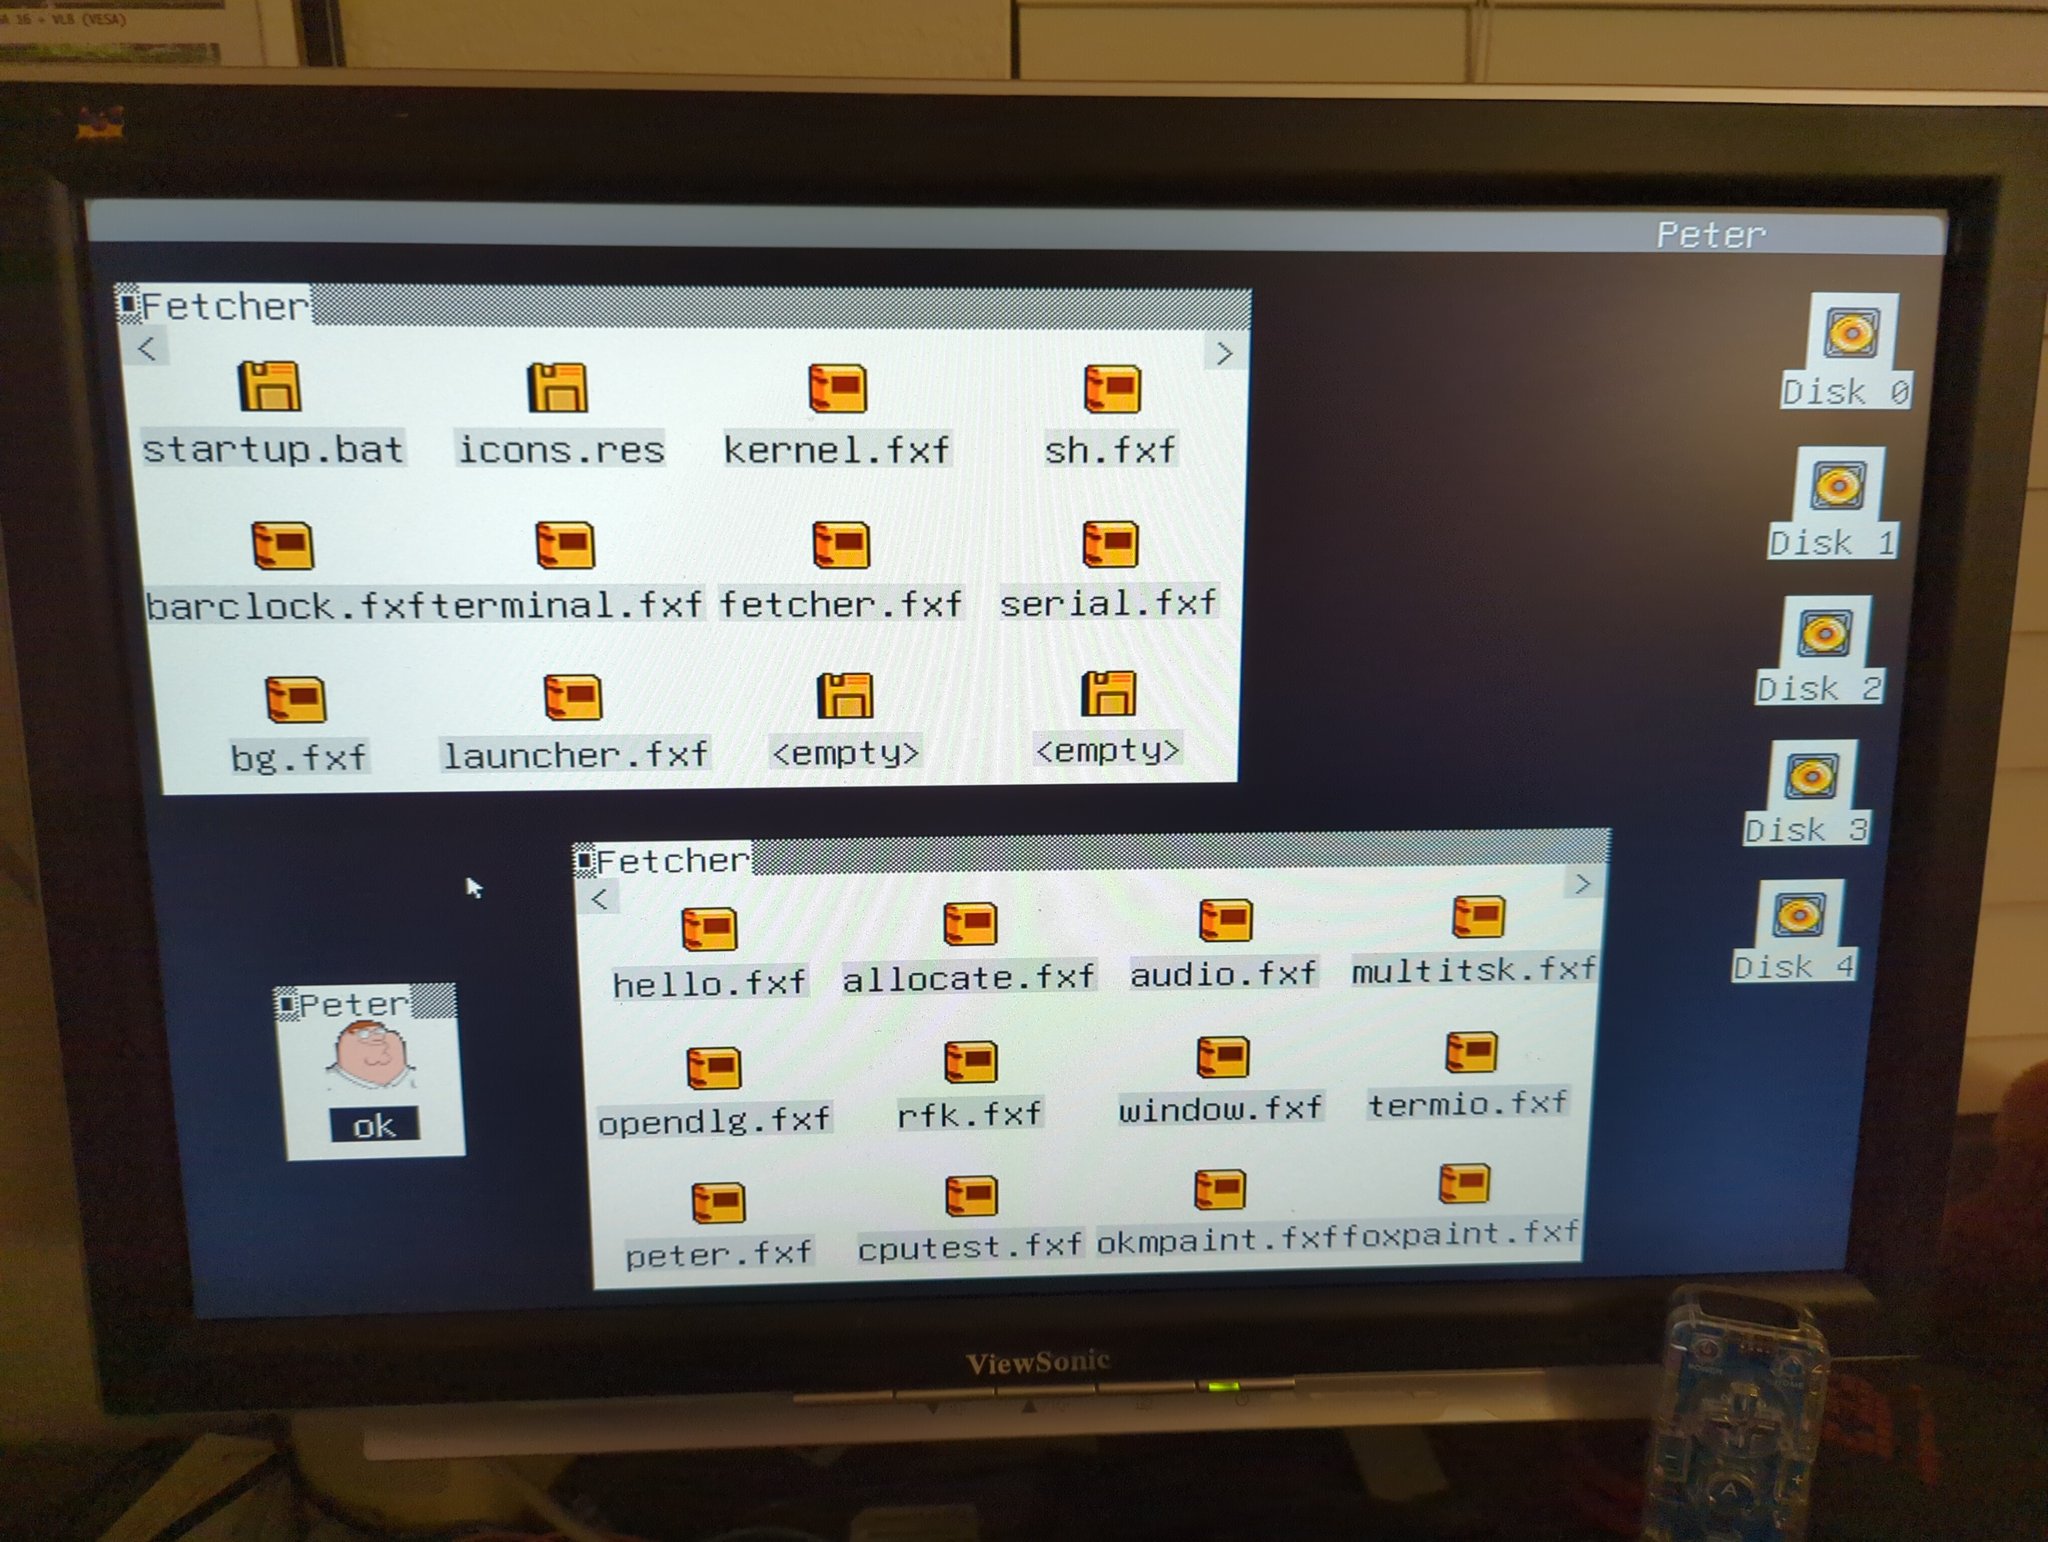 16 + VLB (VESA)
Peter
Fetcher
<
>
startup.bat icons.res kernel.fxf sh.fxf
barclock.fxf terminal.fxf fetcher.fxf serial.fxf
bg.fxf launcher.fxf <empty> <empty>
Disk 0
Disk 1
Disk 2
Disk 3
Disk 4
Peter
ok
Fetcher
<
>
hello.fxf allocate.fxf audio.fxf multitsk.fxf
opendlg.fxf rfk.fxf window.fxf termio.fxf
peter.fxf cputest.fxf okmpaint.fxf foxpaint.fxf
ViewSonic
A